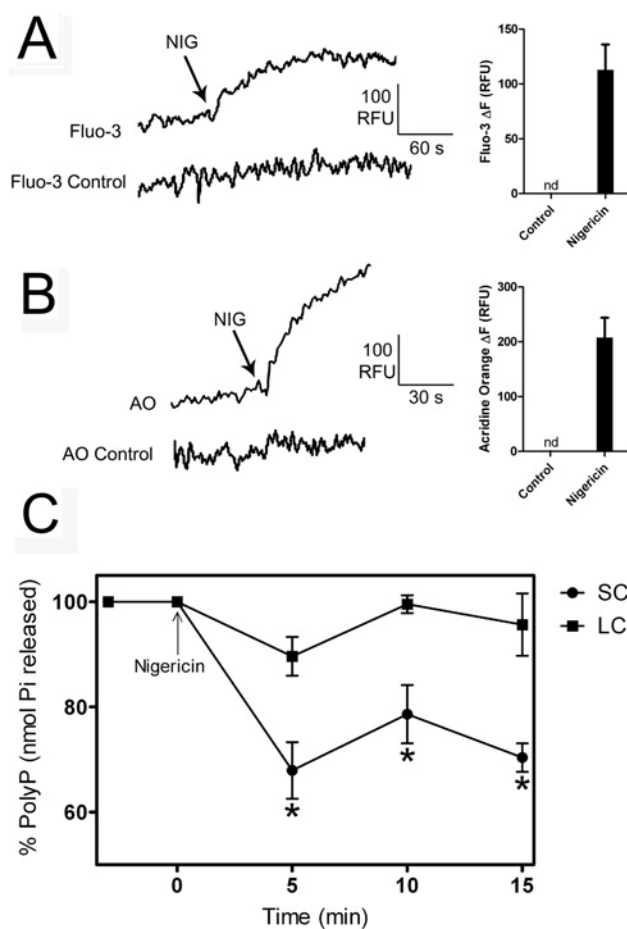 A
NIG
Fluo-3
Fluo-3 Control
100
RFU
60 s
Fluo-3 ΔF (RFU)
150
100
50
0
nd
Control
Nigericin
B
NIG
AO
AO Control
100
RFU
30 s
Acridine Orange ΔF (RFU)
300
200
100
0
nd
Control
Nigericin
C
% PolyP (nmol Pi released)
100
80
60
Nigericin
SC
LC
*
*
*
0
5
10
15
Time (min)